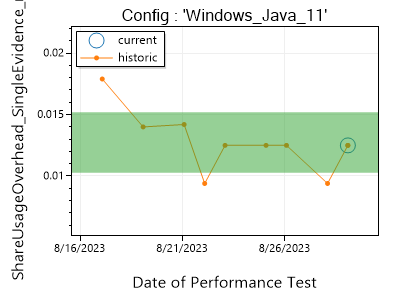 Config : 'Windows_Java_11'
ShareUsageOverhead_SingleEvidence_
current
historic
0.02
0.015
0.01
8/16/2023
8/21/2023
8/26/2023
Date of Performance Test